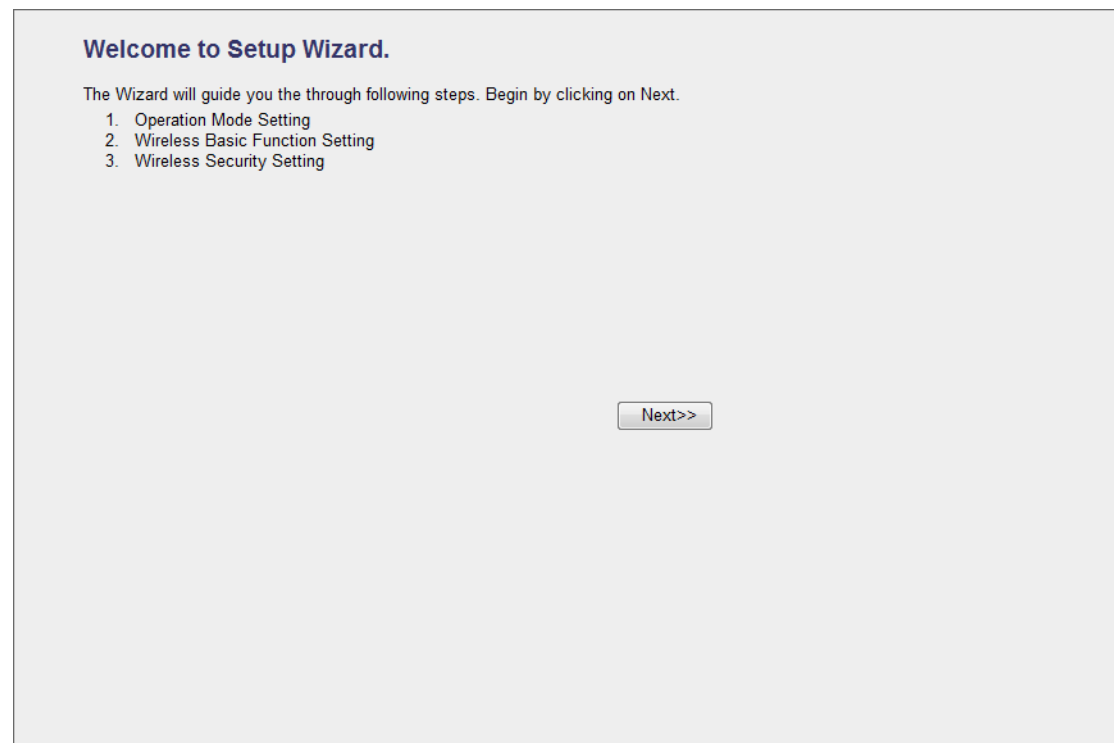 Welcome to Setup Wizard.
The Wizard will guide you the through following steps. Begin by clicking on Next.
1. Operation Mode Setting
2. Wireless Basic Function Setting
3. Wireless Security Setting
Next>>